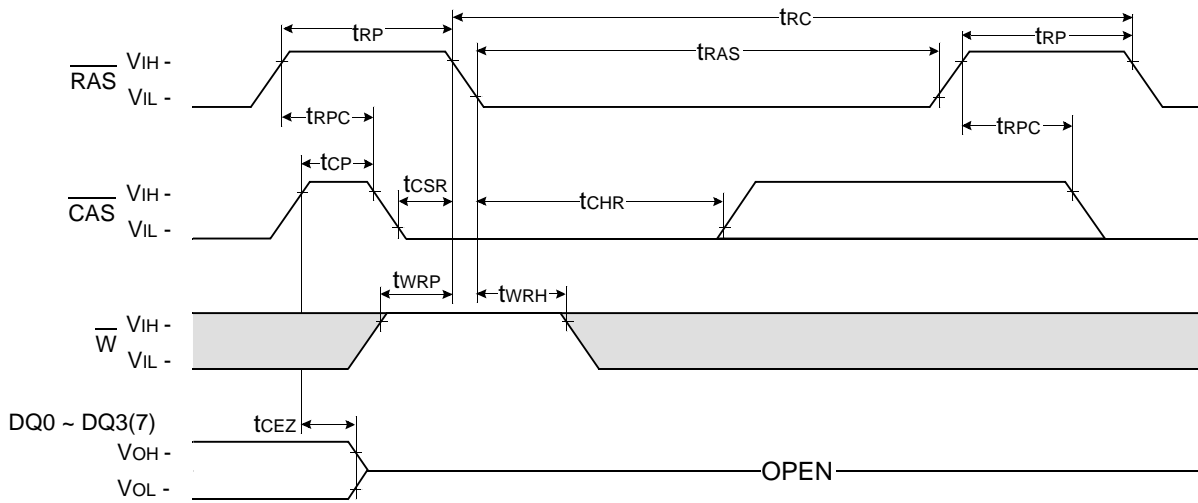 tRC
tRP
tRP
tRAS
RAS
VIH -
VIL -
tRPC
tRPC
tCP
tCSR
tCHR
CAS
VIH -
VIL -
tWRP
tWRH
W
VIH -
VIL -
DQ0 ~ DQ3(7)
tCEZ
VOH -
VOL -
OPEN